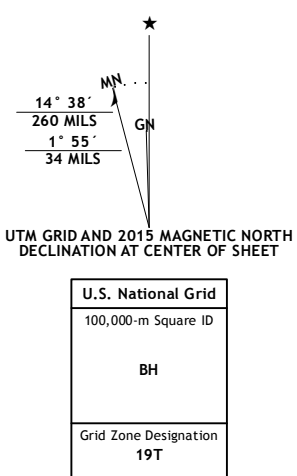 ★
MN
GN
14° 38´
260 MILS
1° 55´
34 MILS
UTM GRID AND 2015 MAGNETIC NORTH
DECLINATION AT CENTER OF SHEET
U.S. National Grid
100,000-m Square ID
BH
Grid Zone Designation
19T